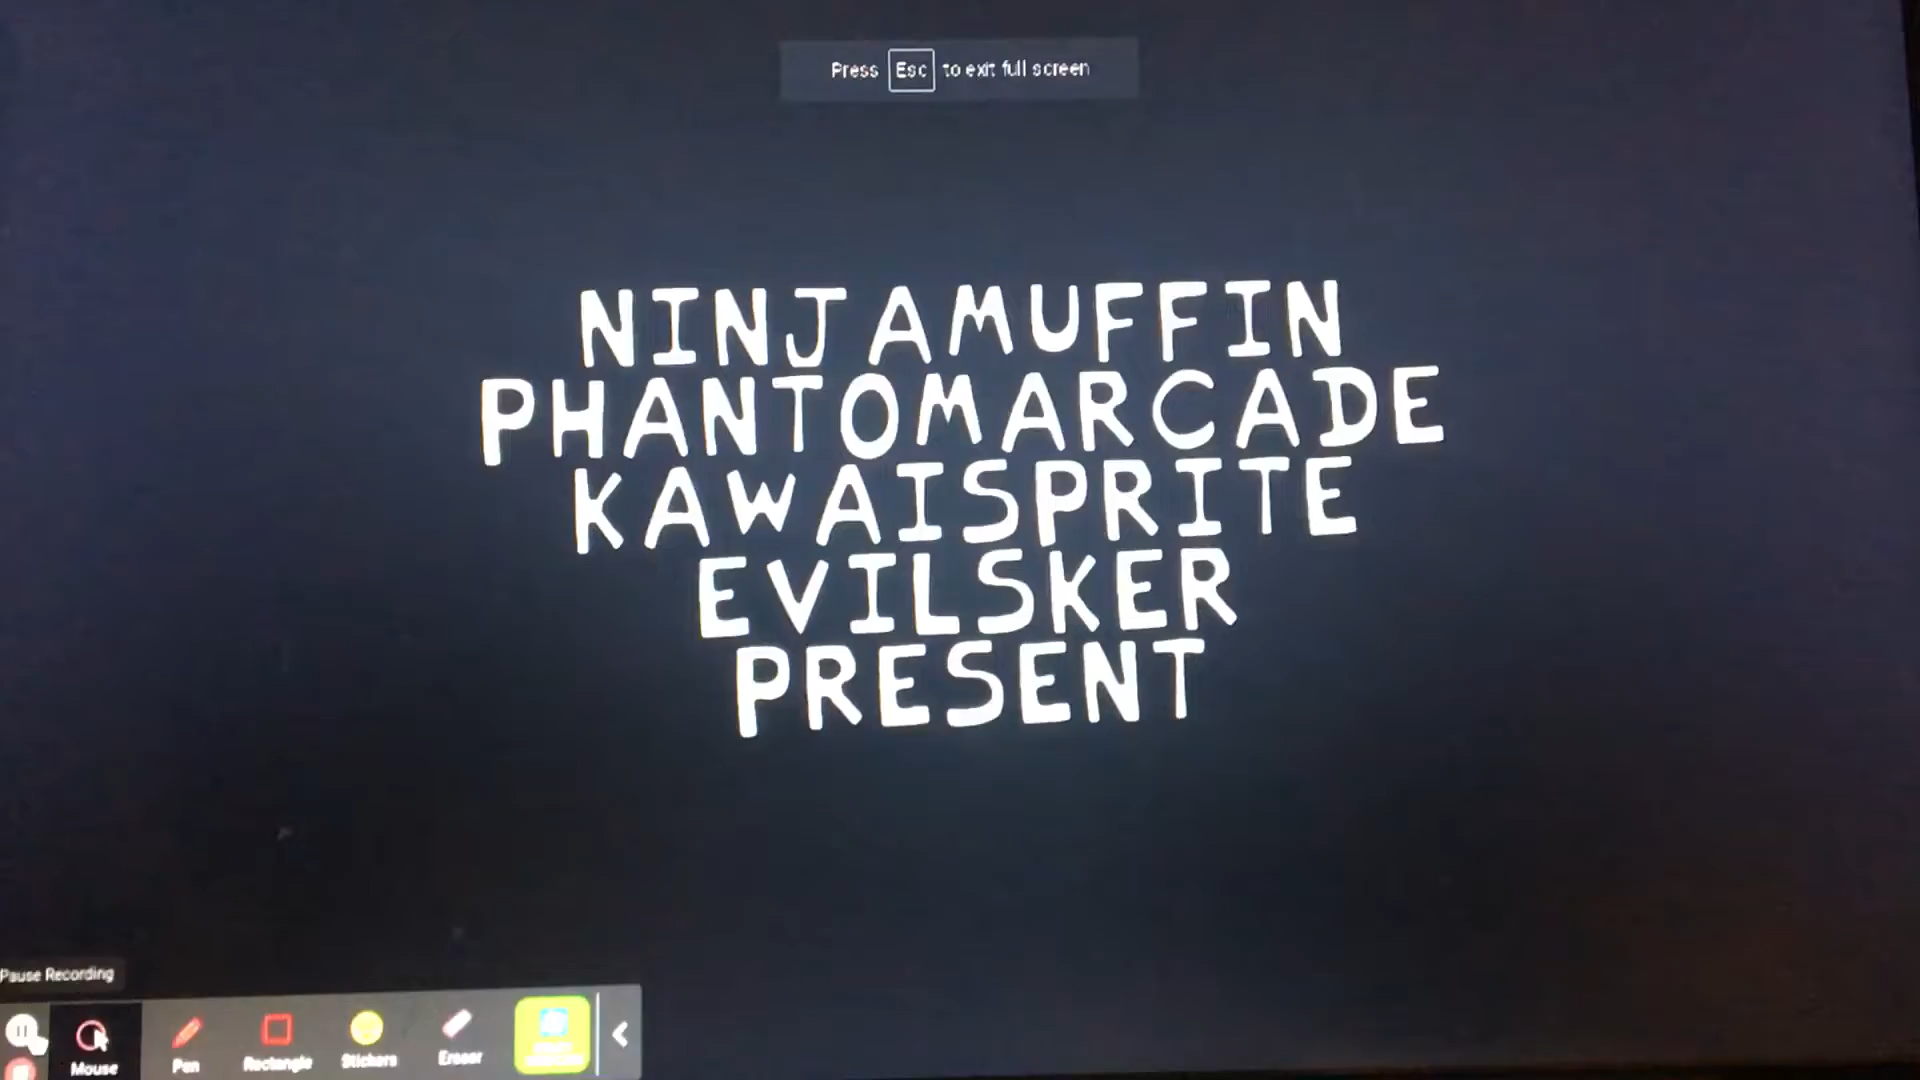 Press Esc to exit full screen
NINJAMUFFIN
PHANTOMARCADE
KAWAISPRITE
EVILSKER
PRESENT
Pause Recording
Mouse
Pen
Rectangle
Stickers
Eraser